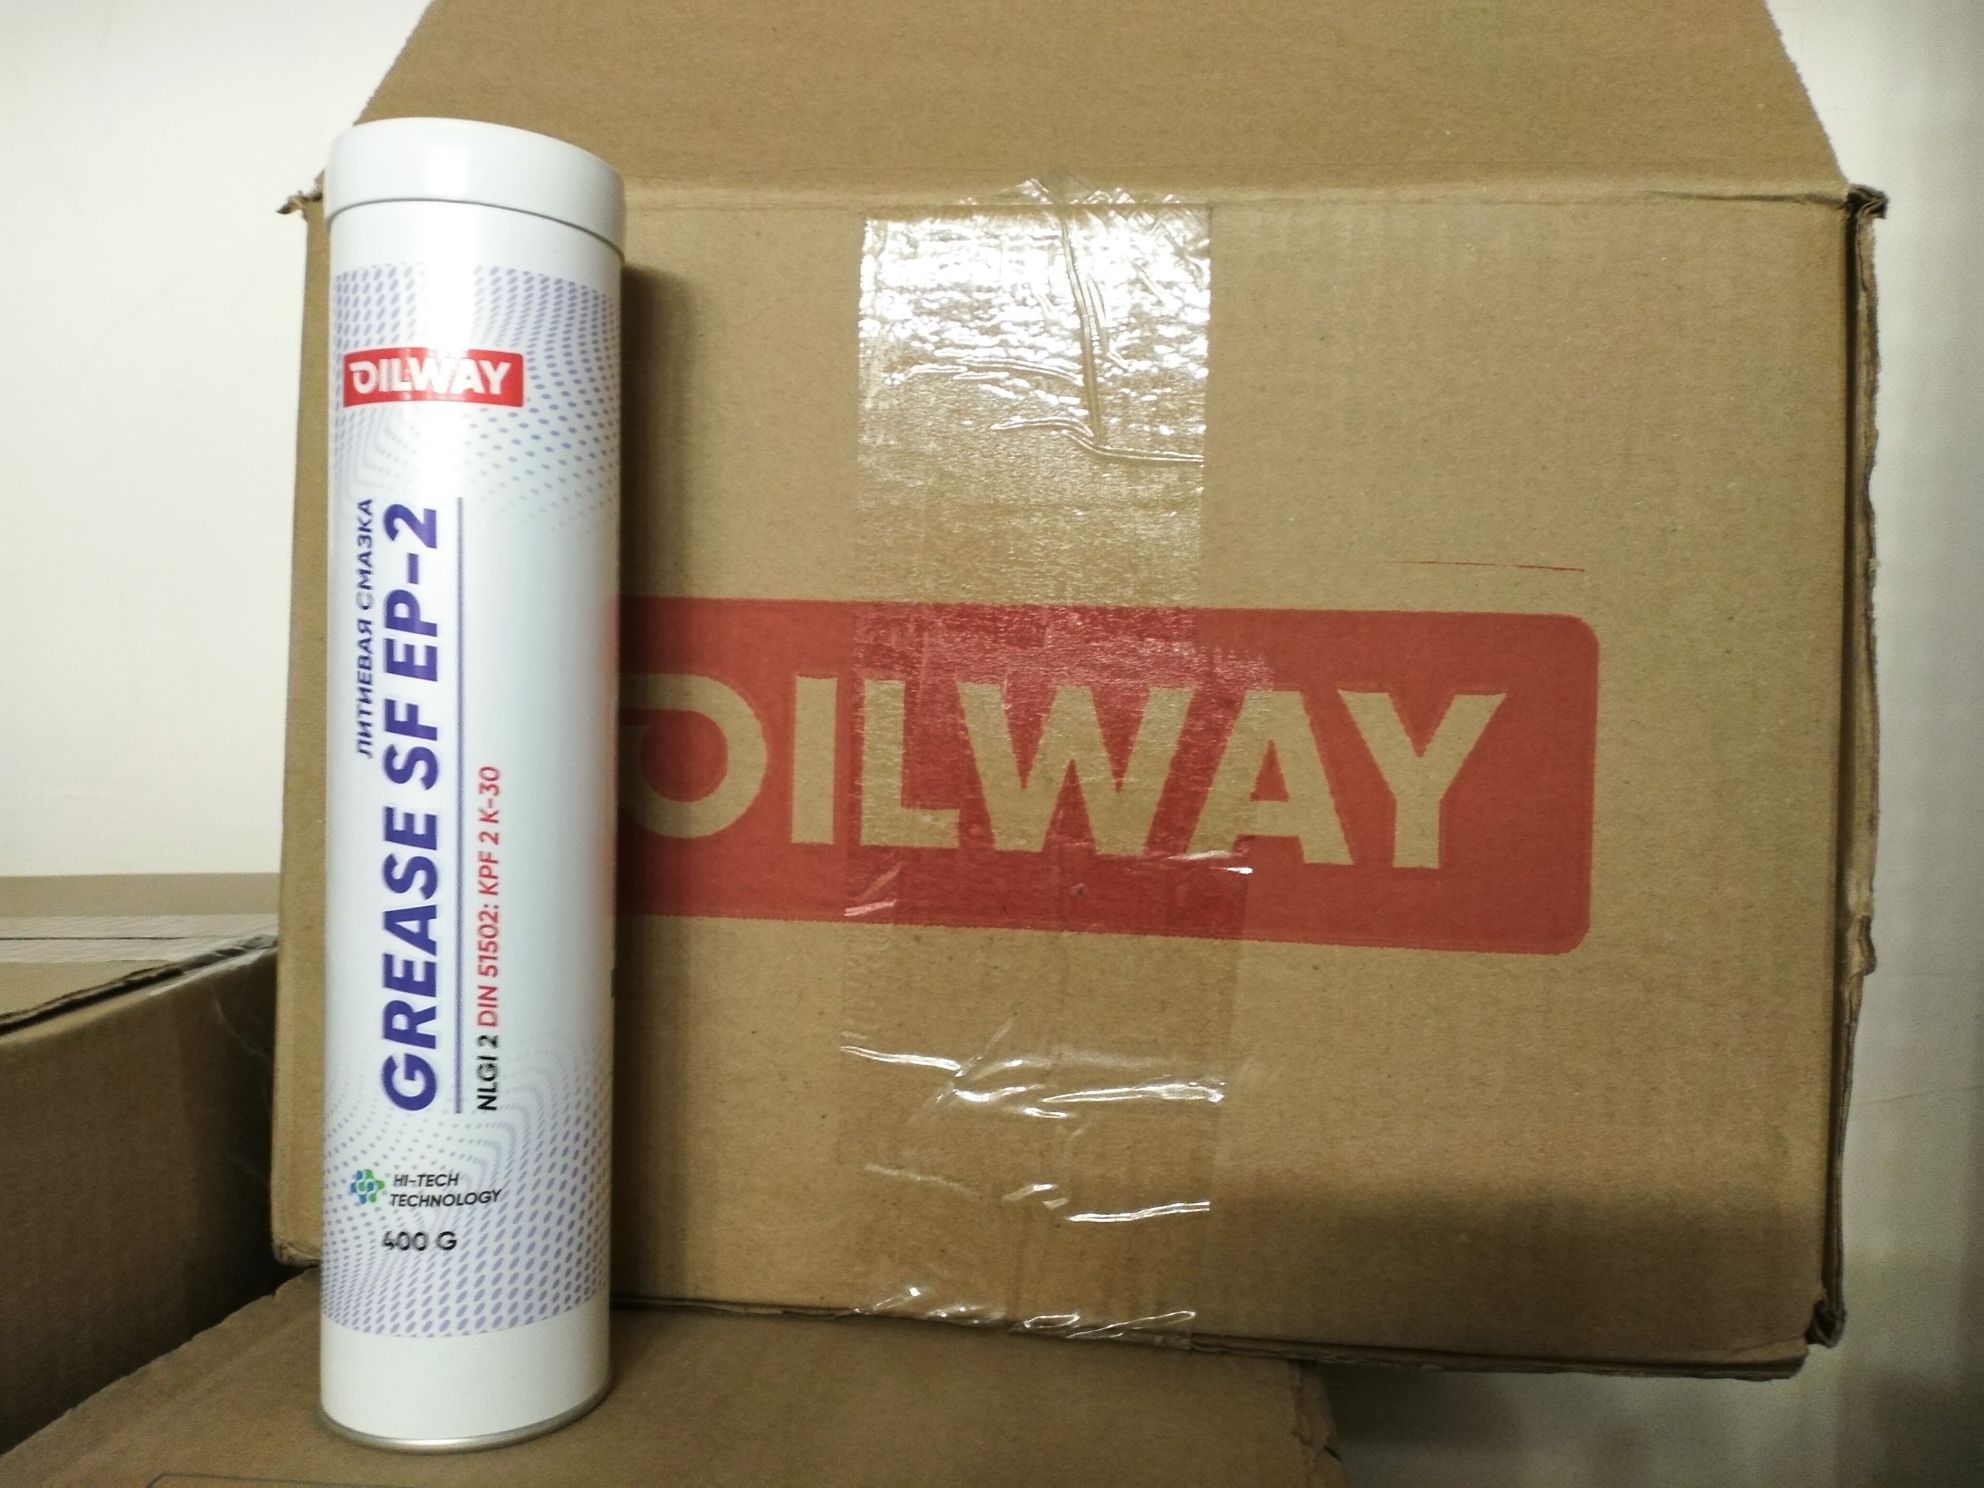 OILWAY
ЛИТИЕВАЯ СМАЗКА
GREASE SF EP-2
NLGI 2 DIN 51502: KPF 2 K-30
HI-TECH
TECHNOLOGY
400 G
OILWAY